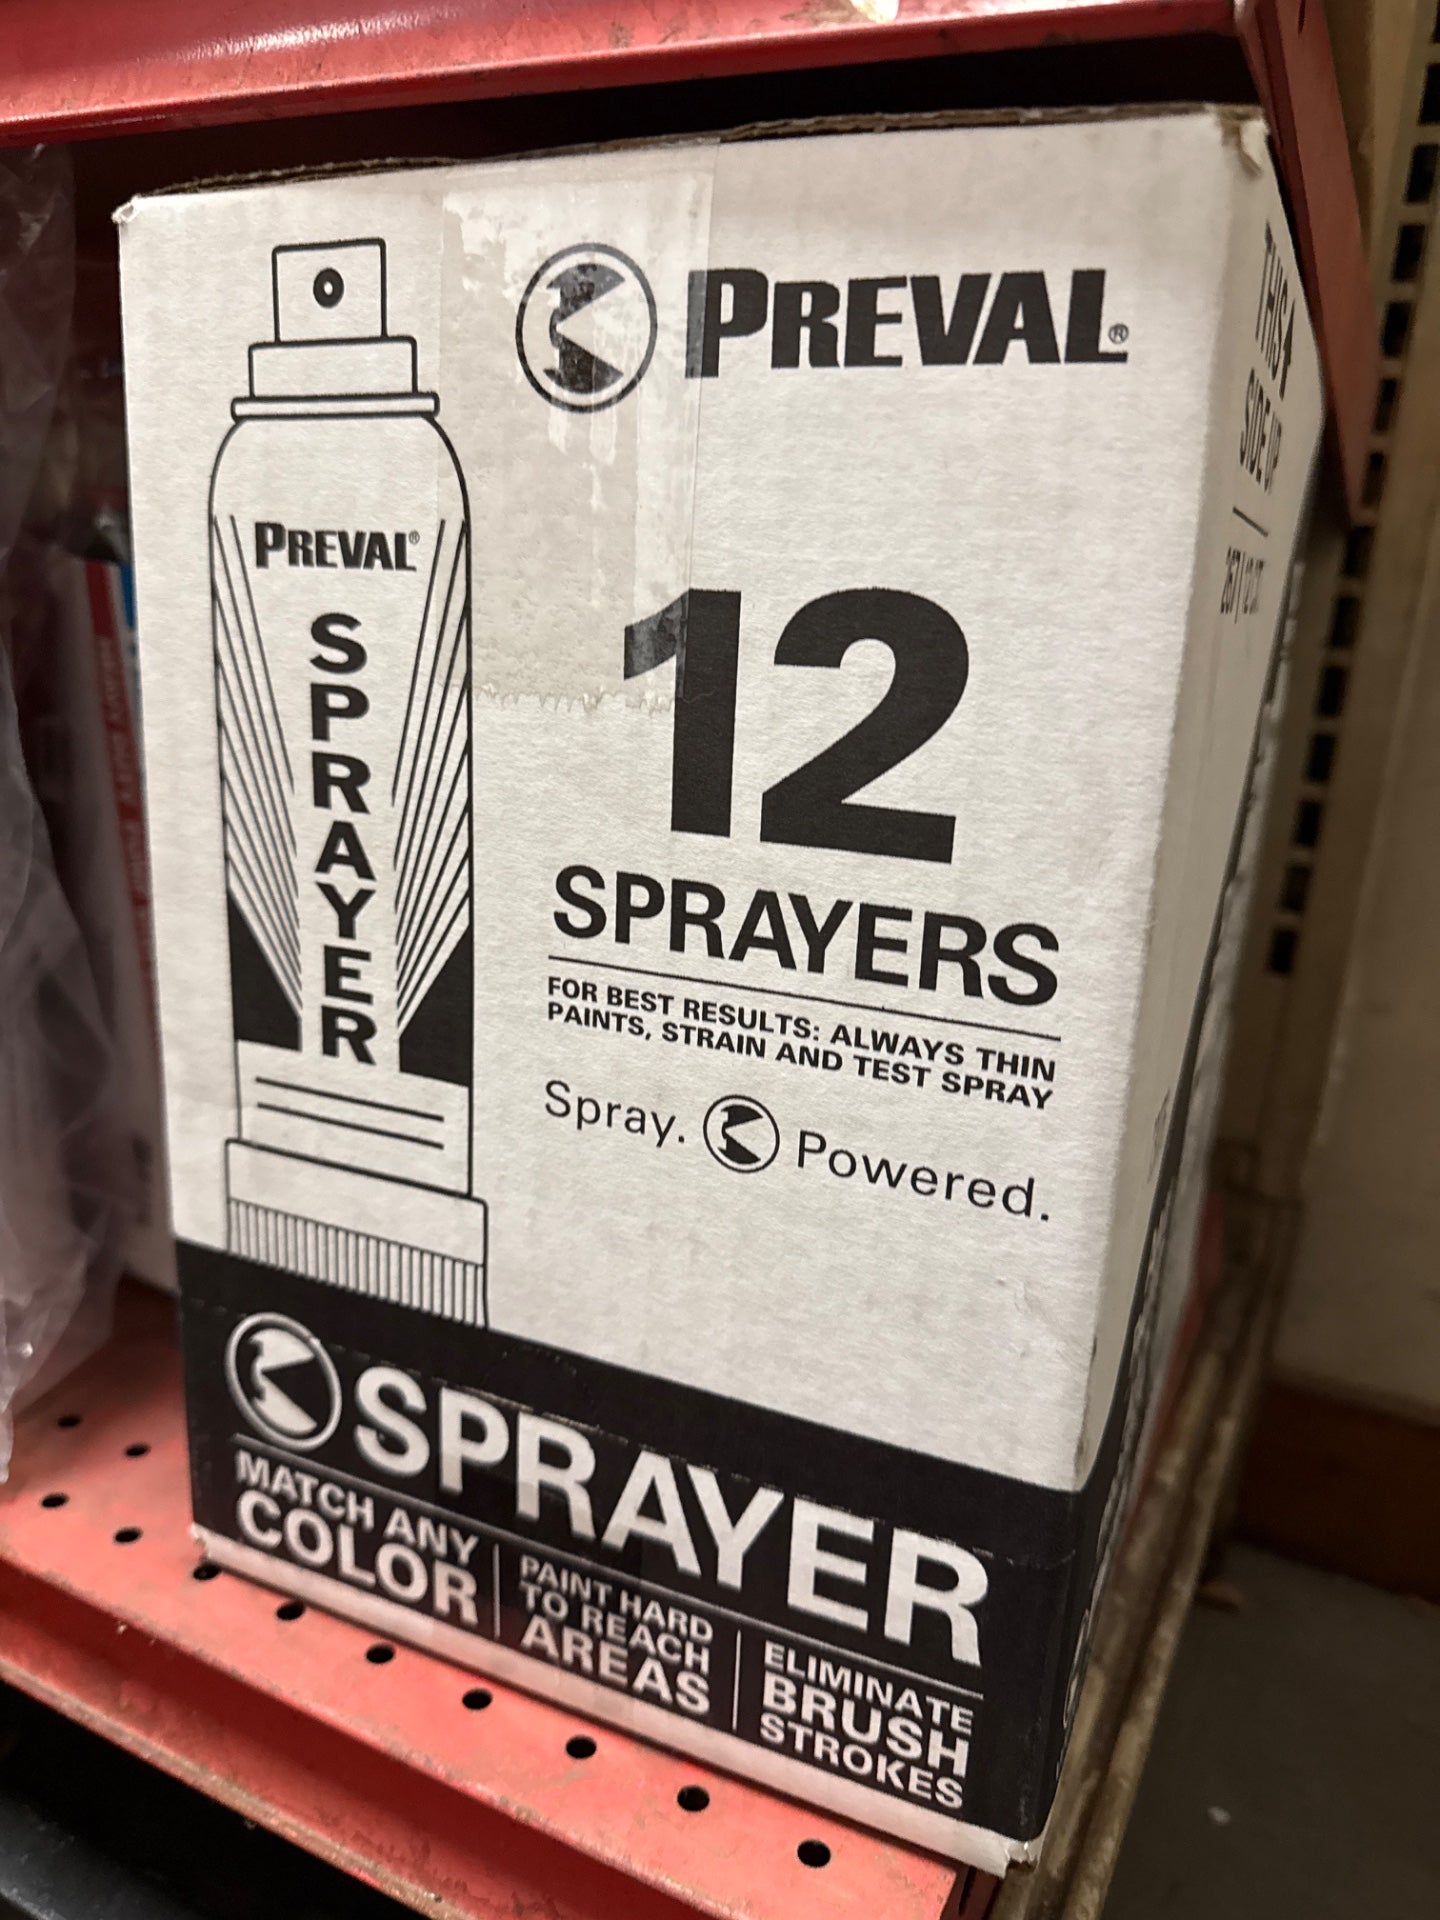 PREVAL®
PREVAL®
SPRAYER
12
SPRAYERS
FOR BEST RESULTS: ALWAYS THIN
PAINTS, STRAIN AND TEST SPRAY
Spray. Powered.
SPRAYER
MATCH ANY
COLOR
PAINT HARD
TO REACH
AREAS
ELIMINATE
BRUSH
STROKES
THIS
SIDE UP